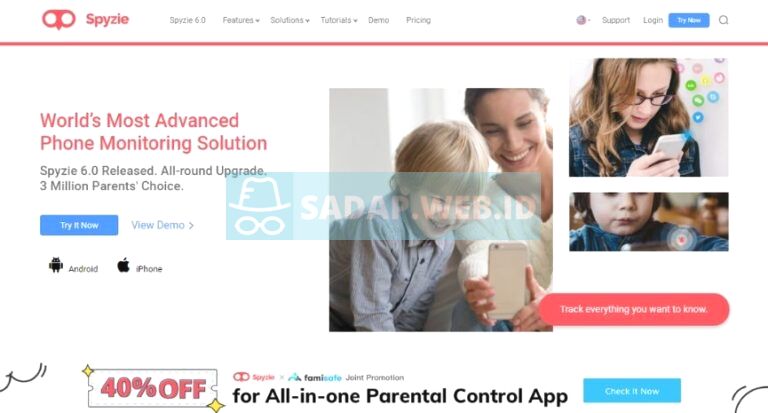 Spyzie
Spyzie 6.0 Features Solutions Tutorials Demo Pricing
Support Login Try Now
World's Most Advanced
Phone Monitoring Solution
Spyzie 6.0 Released. All-round Upgrade.
3 Million Parents' Choice.
Try It Now View Demo
Android iPhone
SADAP.WEB.ID
Track everything you want to know.
40% OFF
Spyzie × famisafe Joint Promotion
for All-in-one Parental Control App
Check It Now